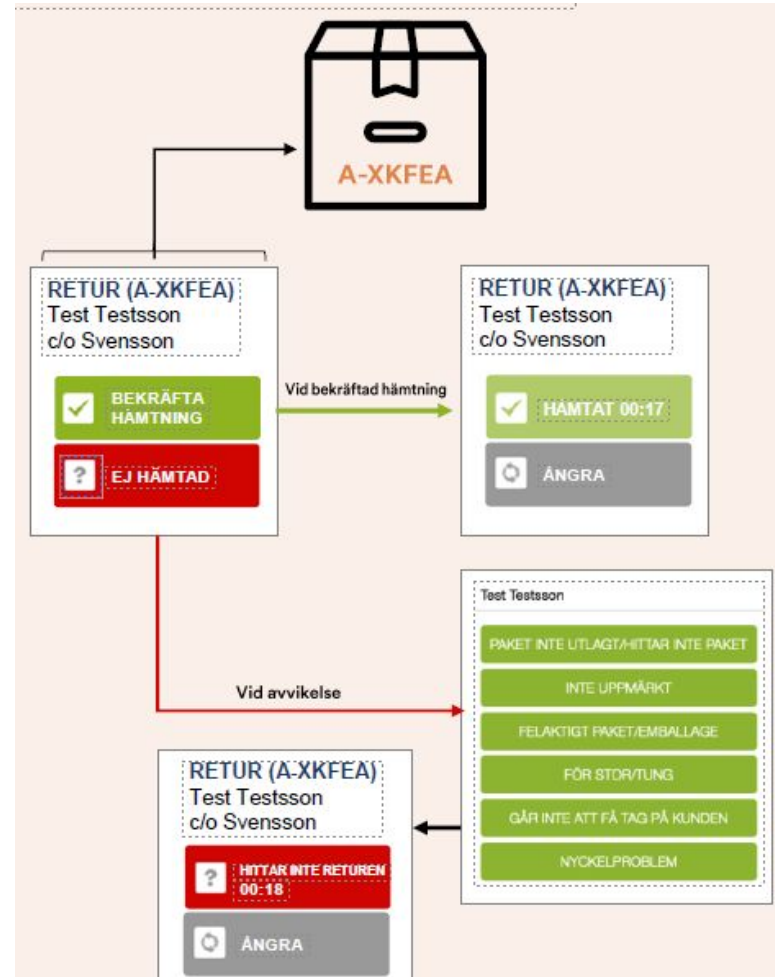 A-XKFEA
RETUR (A-XKFEA)
Test Testsson
c/o Svensson
BEKRÄFTA
HÄMTNING
EJ HÄMTAD
Vid bekräftad hämtning
RETUR (A-XKFEA)
Test Testsson
c/o Svensson
HÄMTAT 00:17
ÅNGRA
Vid avvikelse
Test Testsson
PAKET INTE UTLAGT/HITTAR INTE PAKET
INTE UPPMÄRKT
FELAKTIGT PAKET/EMBALLAGE
FÖR STOR/TUNG
GÅR INTE ATT FÅ TAG PÅ KUNDEN
NYCKELPROBLEM
RETUR (A-XKFEA)
Test Testsson
c/o Svensson
HITTAR INTE RETUREN
00:18
ÅNGRA